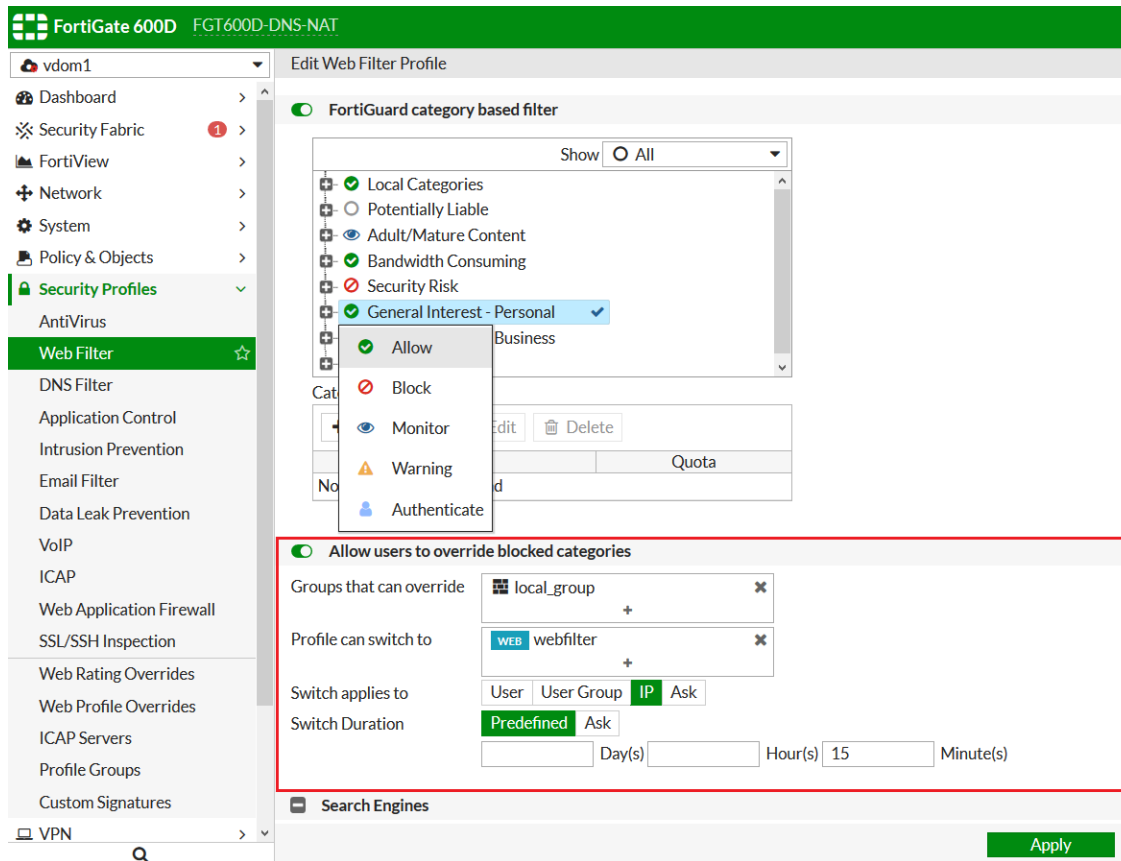 FortiGate 600D FGT600D-DNS-NAT
vdom1
Edit Web Filter Profile
Dashboard
Security Fabric 1
FortiView
Network
System
Policy & Objects
Security Profiles
AntiVirus
Web Filter
DNS Filter
Application Control
Intrusion Prevention
Email Filter
Data Leak Prevention
VoIP
ICAP
Web Application Firewall
SSL/SSH Inspection
Web Rating Overrides
Web Profile Overrides
ICAP Servers
Profile Groups
Custom Signatures
VPN
FortiGuard category based filter
Show All
Local Categories
Potentially Liable
Adult/Mature Content
Bandwidth Consuming
Security Risk
General Interest - Personal
Business
Allow
Block
Monitor
Warning
Authenticate
Cat
Edit Delete
Quota
No d
Allow users to override blocked categories
Groups that can override local_group
Profile can switch to WEB webfilter
Switch applies to User User Group IP Ask
Switch Duration Predefined Ask
Day(s) Hour(s) 15 Minute(s)
Search Engines
Apply